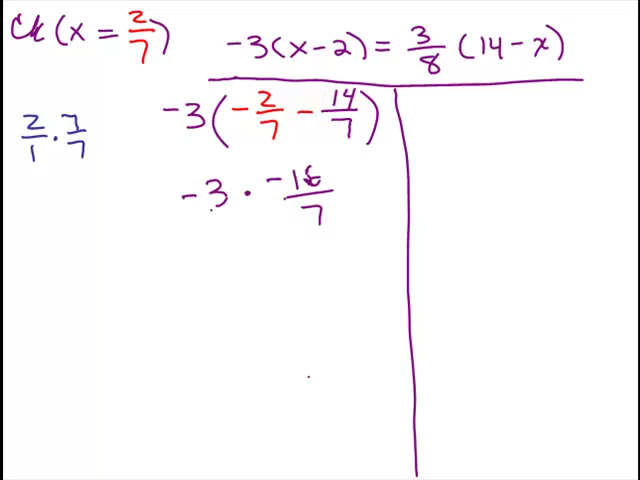 Ck (x = 2/7)
-3(x-2) = 3/8 (14-x)
-3(-2/7 - 14/7)
2/1 · 7/7
-3 · -16/7